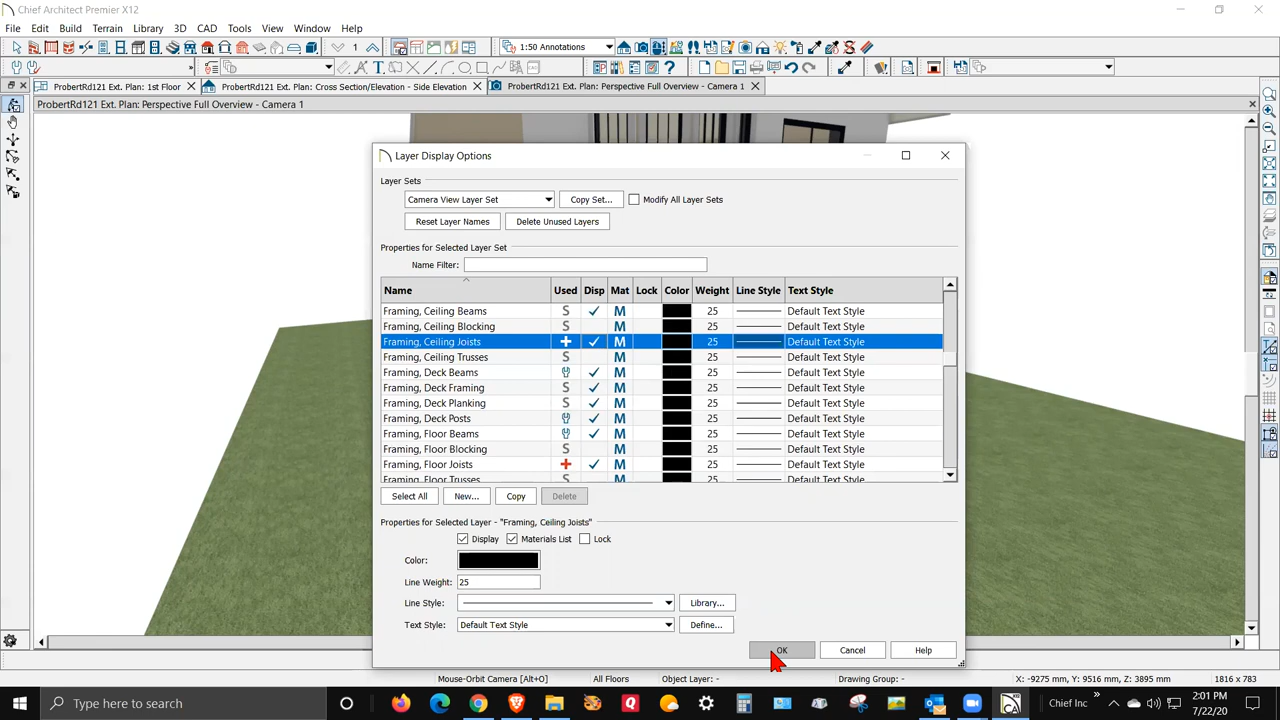 Chief Architect Premier X12
File Edit Build Terrain Library 3D CAD Tools View Window Help
1:50 Annotations
ProbertRd121 Ext. Plan: 1st Floor ProbertRd121 Ext. Plan: Cross Section/Elevation - Side Elevation ProbertRd121 Ext. Plan: Perspective Full Overview - Camera 1
ProbertRd121 Ext. Plan: Perspective Full Overview - Camera 1
Layer Display Options
Layer Sets
Camera View Layer Set Copy Set... Modify All Layer Sets
Reset Layer Names Delete Unused Layers
Properties for Selected Layer Set
Name Filter:
Name Used Disp Mat Lock Color Weight Line Style Text Style
Framing, Ceiling Beams S M 25 Default Text Style
Framing, Ceiling Blocking S M 25 Default Text Style
Framing, Ceiling Joists M 25 Default Text Style
Framing, Ceiling Trusses S M 25 Default Text Style
Framing, Deck Beams M 25 Default Text Style
Framing, Deck Framing S M 25 Default Text Style
Framing, Deck Planking S M 25 Default Text Style
Framing, Deck Posts M 25 Default Text Style
Framing, Floor Beams M 25 Default Text Style
Framing, Floor Blocking S M 25 Default Text Style
Framing, Floor Joists M 25 Default Text Style
Framing, Floor Trusses S M 25 Default Text Style
Select All New... Copy Delete
Properties for Selected Layer - "Framing, Ceiling Joists"
Display Materials List Lock
Color:
Line Weight: 25
Line Style: Library...
Text Style: Default Text Style Define...
OK Cancel Help
Mouse-Orbit Camera [Alt+O] All Floors Object Layer: - Drawing Group: - X: -9275 mm, Y: 9516 mm, Z: 3895 mm 1816 x 783
Type here to search
Chief Inc
2:01 PM
7/22/20